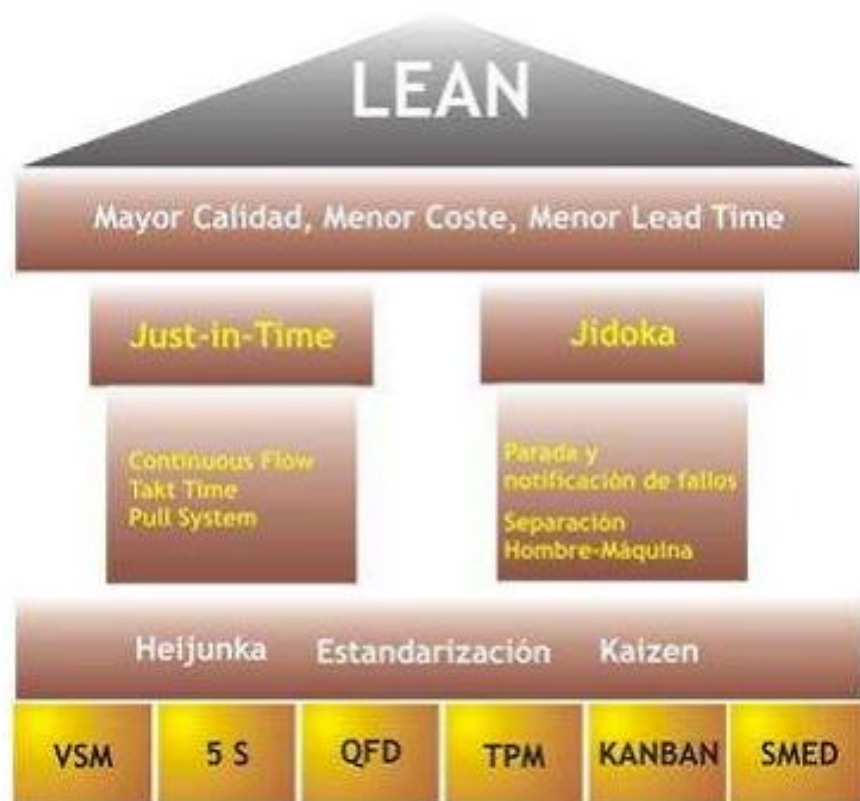 LEAN
Mayor Calidad, Menor Coste, Menor Lead Time
Just-in-Time
Jidoka
Continuous Flow
Takt Time
Pull System
Parada y
notificación de fallos
Separación
Hombre-Máquina
Heijunka Estandarización Kaizen
VSM 5 S QFD TPM KANBAN SMED